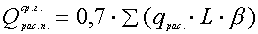 Q^{ср.г.}_{рас.п.} = 0,7 · Σ (q_{рас.} · L · β)